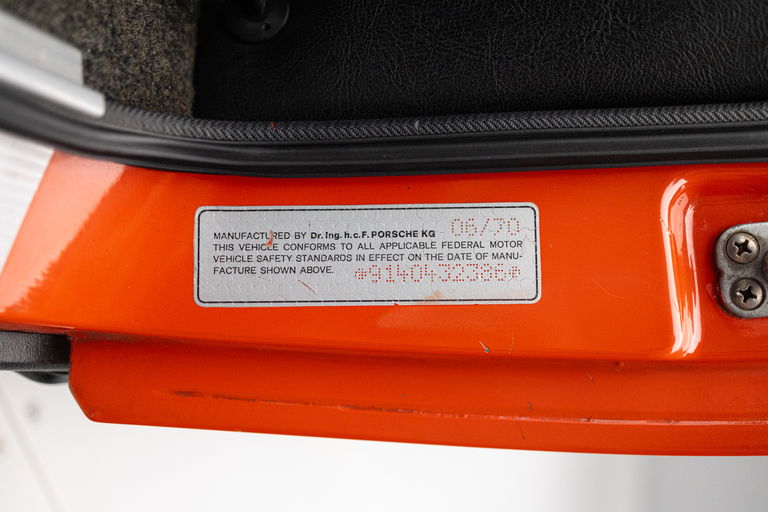 MANUFACTURED BY Dr. Ing. h. c. F. PORSCHE KG 06/70
THIS VEHICLE CONFORMS TO ALL APPLICABLE FEDERAL MOTOR
VEHICLE SAFETY STANDARDS IN EFFECT ON THE DATE OF MANU-
FACTURE SHOWN ABOVE. *9140432386*